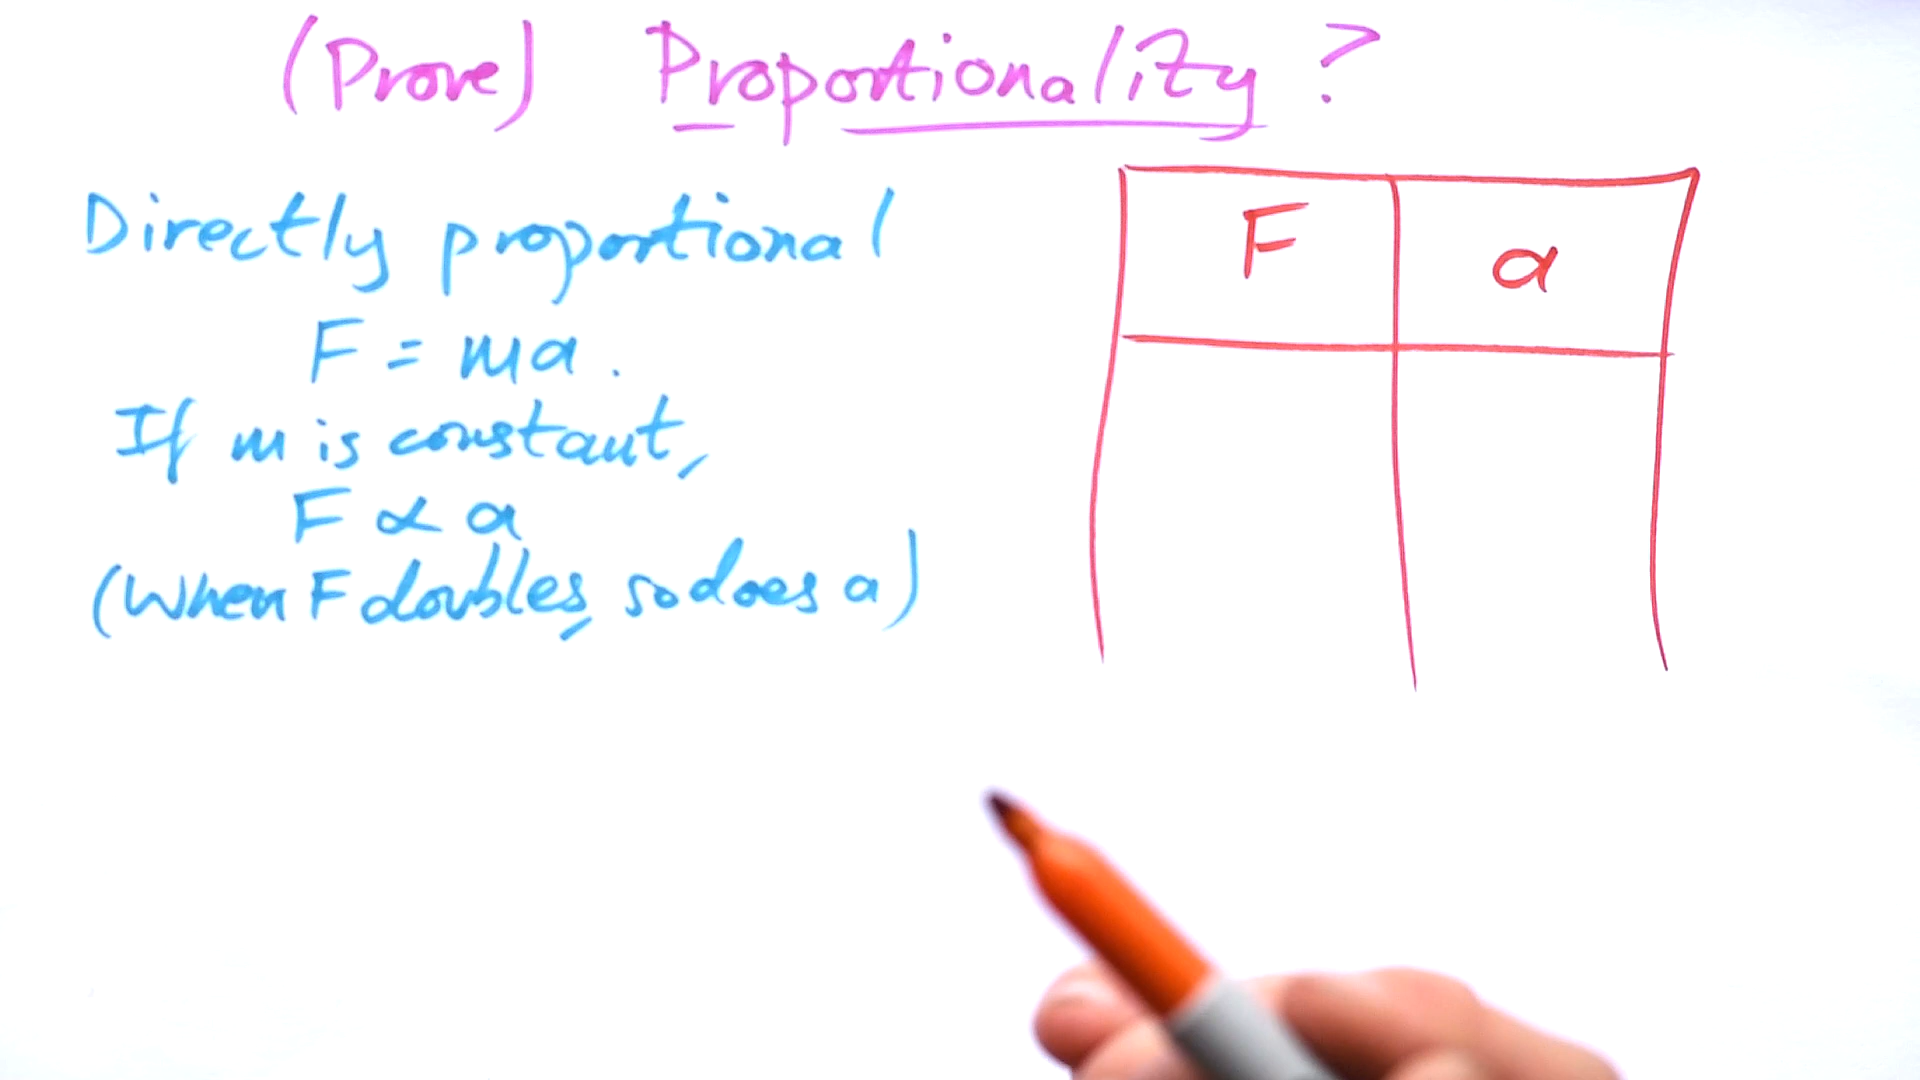 (Prove) Proportionality?
Directly proportional
F = ma.
If m is constant,
F ∝ a
(When F doubles, so does a)
F a